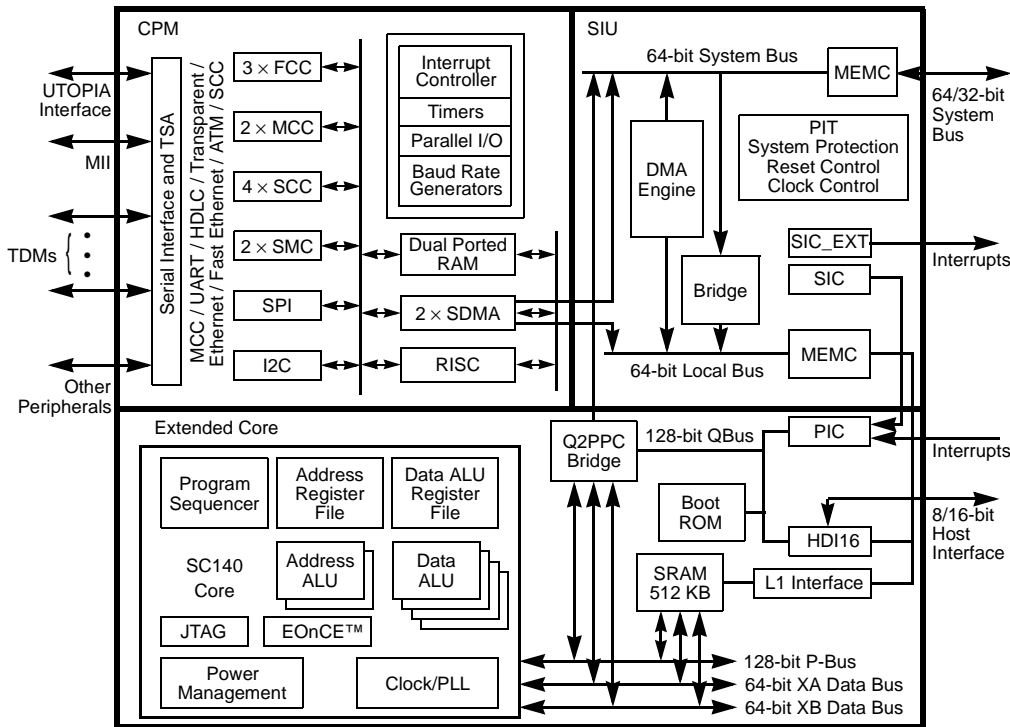 CPM
SIU
UTOPIA
Interface
MII
TDMs
Other
Peripherals
Serial Interface and TSA
MCC / UART / HDLC / Transparent /
Ethernet / Fast Ethernet / ATM / SCC
3 × FCC
2 × MCC
4 × SCC
2 × SMC
SPI
I2C
Interrupt
Controller
Timers
Parallel I/O
Baud Rate
Generators
Dual Ported
RAM
2 × SDMA
RISC
64-bit System Bus
MEMC
64/32-bit
System
Bus
DMA
Engine
PIT
System Protection
Reset Control
Clock Control
SIC_EXT
Interrupts
SIC
Bridge
MEMC
64-bit Local Bus
Extended Core
Program
Sequencer
Address
Register
File
Data ALU
Register
File
SC140
Core
Address
ALU
Data
ALU
JTAG
EOnCE™
Power
Management
Clock/PLL
Q2PPC
Bridge
128-bit QBus
PIC
Interrupts
Boot
ROM
HDI16
8/16-bit
Host
Interface
SRAM
512 KB
L1 Interface
128-bit P-Bus
64-bit XA Data Bus
64-bit XB Data Bus